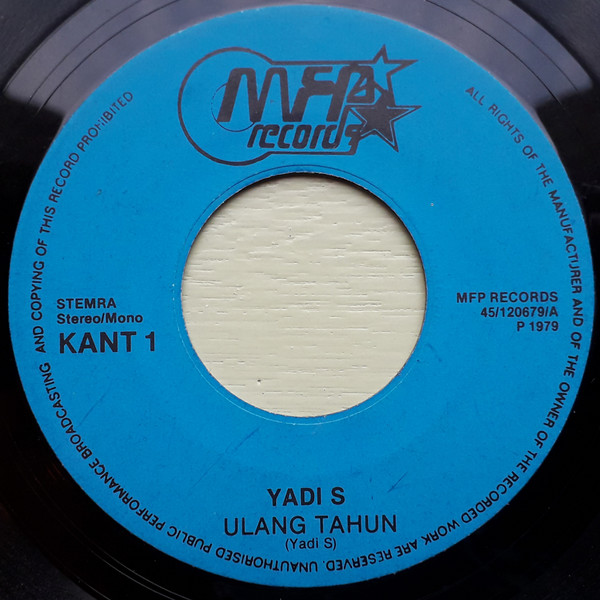 MFP
records
ALL RIGHTS OF THE MANUFACTURER AND OF THE OWNER OF THE RECORDED WORK ARE RESERVED. UNAUTHORISED PUBLIC PERFORMANCE BROADCASTING AND COPYING OF THIS RECORD PROHIBITED
STEMRA
Stereo/Mono
KANT 1
MFP RECORDS
45/120679/A
P 1979
YADI S
ULANG TAHUN
(Yadi S)